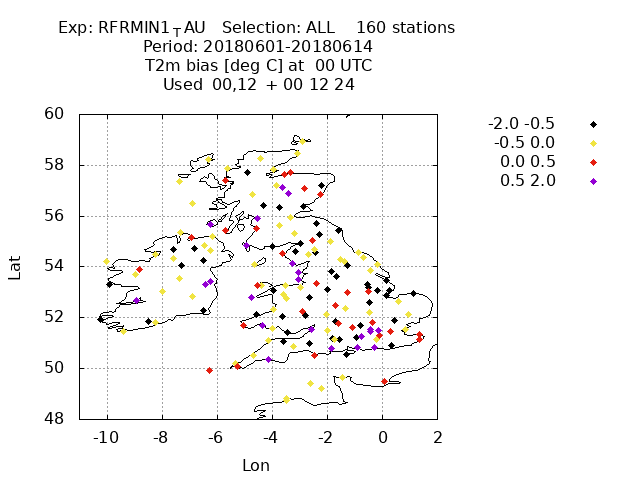 Exp: RFRMIN1_TAU Selection: ALL 160 stations
Period: 20180601-20180614
T2m bias [deg C] at 00 UTC
Used 00,12 + 00 12 24
-2.0 -0.5
-0.5 0.0
0.0 0.5
0.5 2.0
60
58
56
54
52
50
48
Lat
-10 -8 -6 -4 -2 0 2
Lon